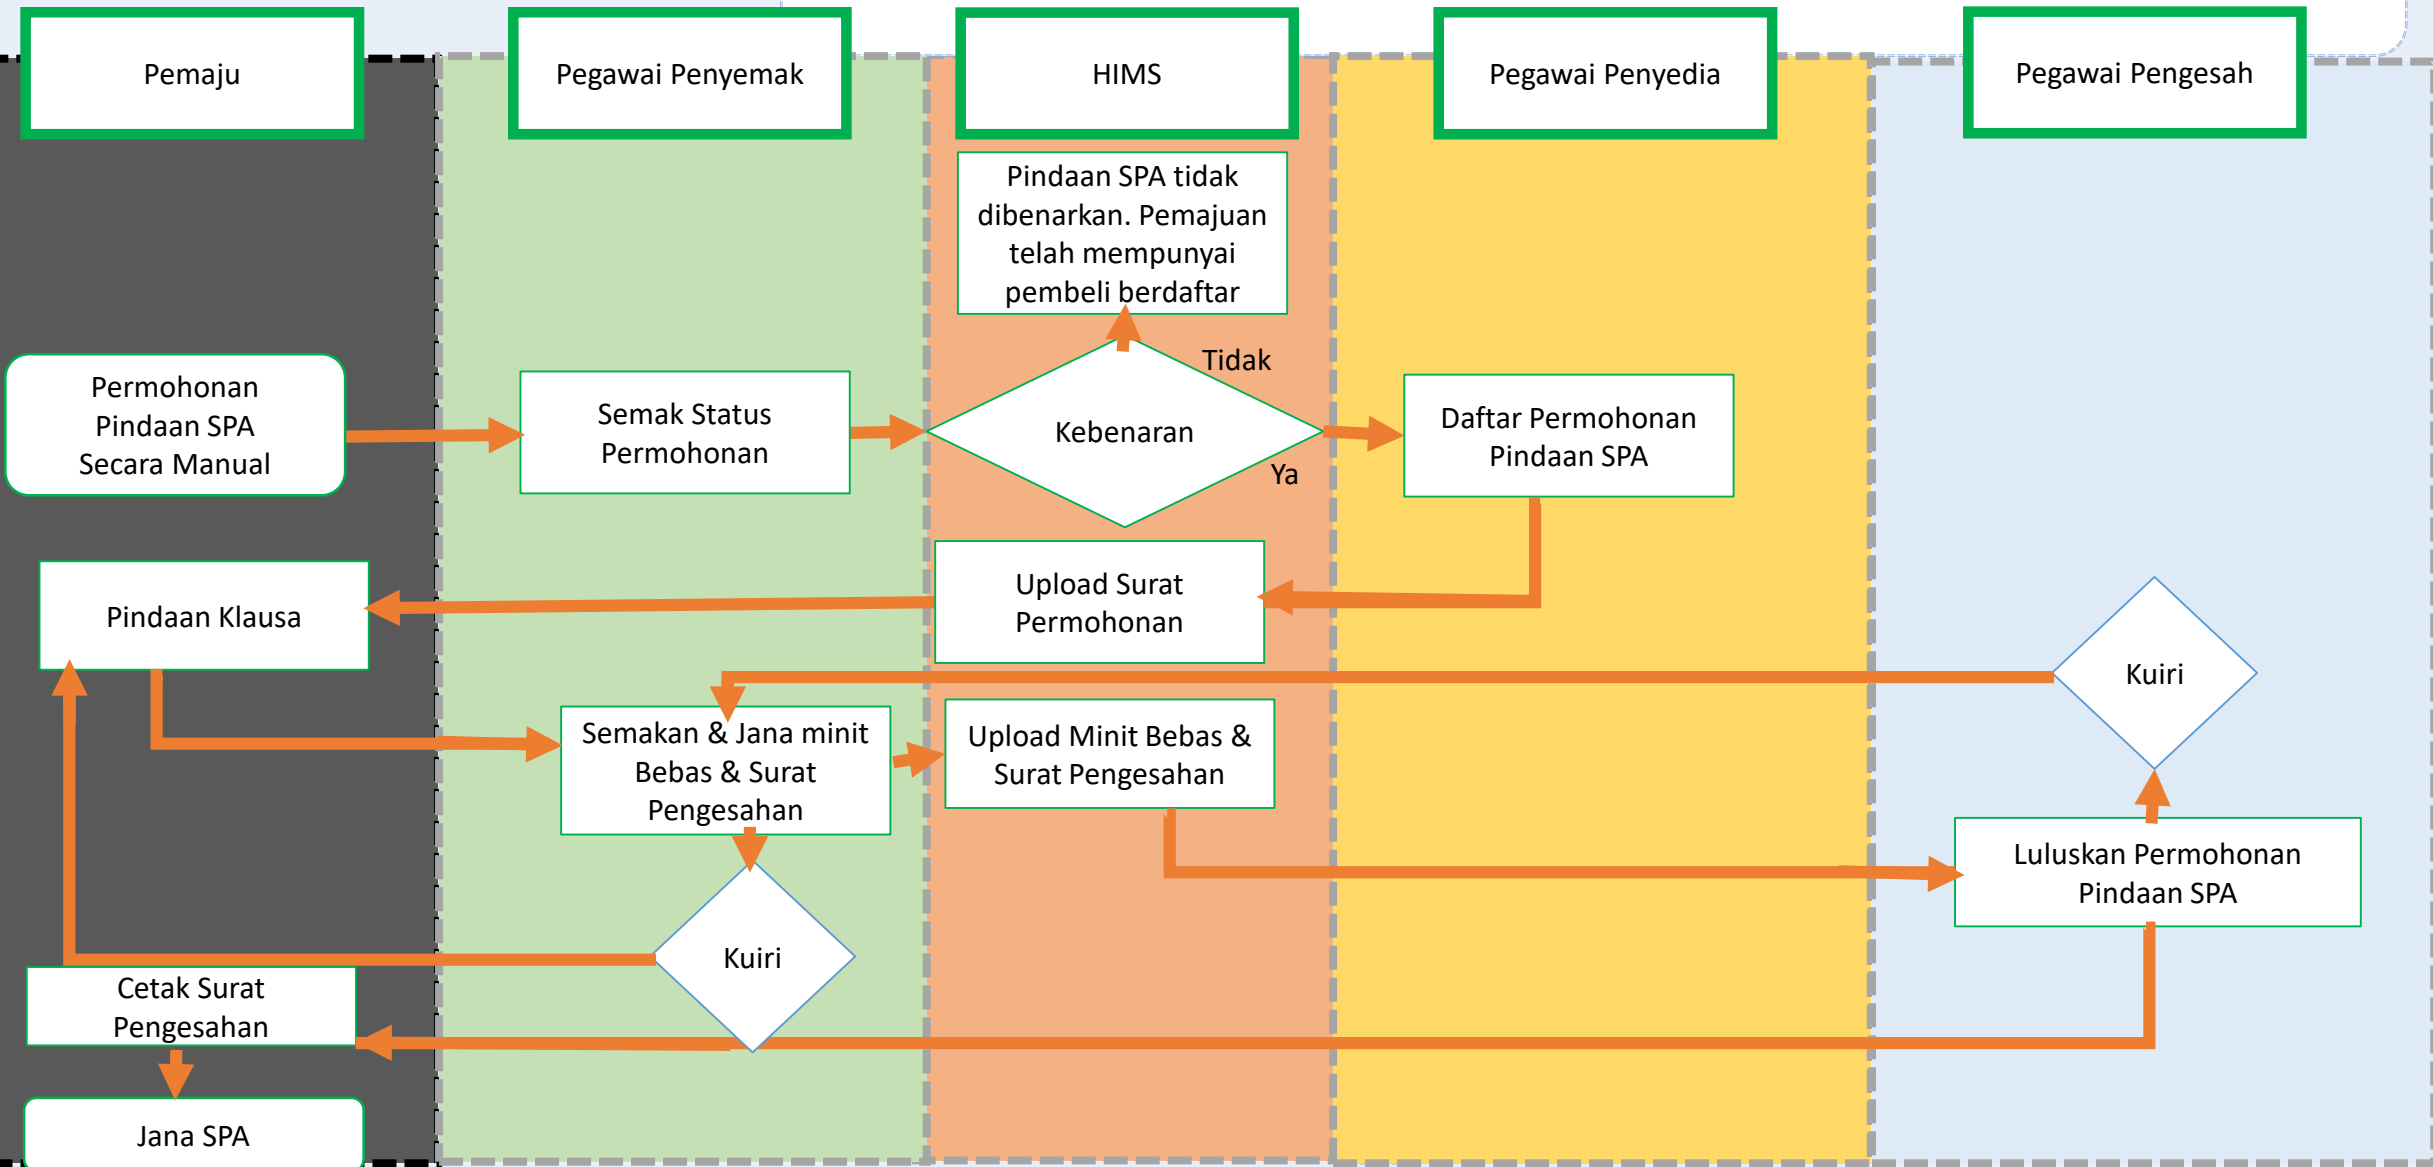 Pemaju
Pegawai Penyemak
HIMS
Pegawai Penyedia
Pegawai Pengesah
Pindaan SPA tidak
dibenarkan. Pemajuan
telah mempunyai
pembeli berdaftar
Tidak
Permohonan
Pindaan SPA
Secara Manual
Semak Status
Permohonan
Kebenaran
Daftar Permohonan
Pindaan SPA
Ya
Upload Surat
Permohonan
Pindaan Klausa
Kuiri
Semakan & Jana minit
Bebas & Surat
Pengesahan
Upload Minit Bebas &
Surat Pengesahan
Luluskan Permohonan
Pindaan SPA
Kuiri
Cetak Surat
Pengesahan
Jana SPA